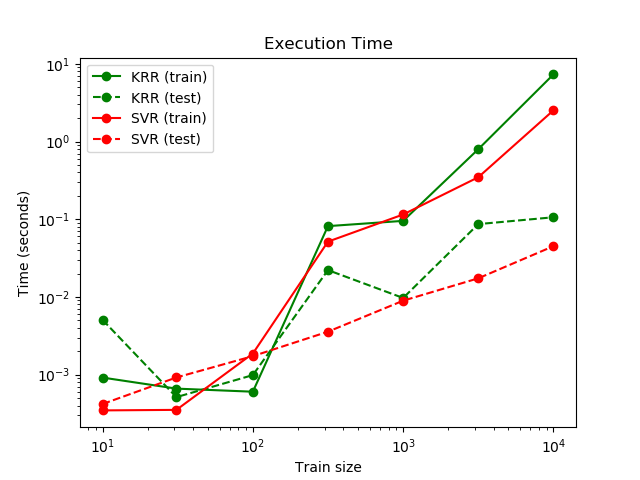 Execution Time
KRR (train)
KRR (test)
SVR (train)
SVR (test)
10¹
10⁰
10⁻¹
10⁻²
10⁻³
Time (seconds)
10¹ 10² 10³ 10⁴
Train size